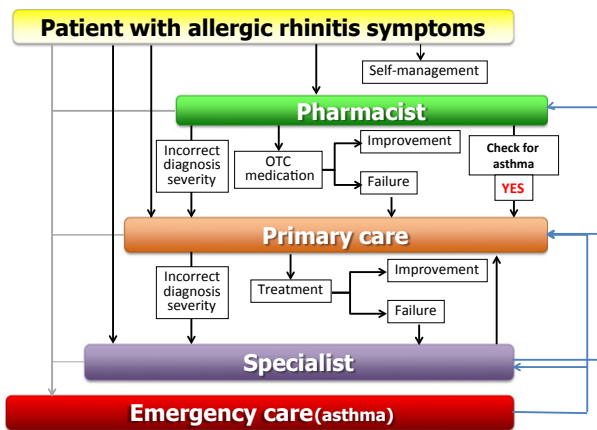 Patient with allergic rhinitis symptoms
Self-management
Pharmacist
Incorrect
diagnosis
severity
OTC
medication
Improvement
Failure
Check for
asthma
YES
Primary care
Incorrect
diagnosis
severity
Treatment
Improvement
Failure
Specialist
Emergency care(asthma)